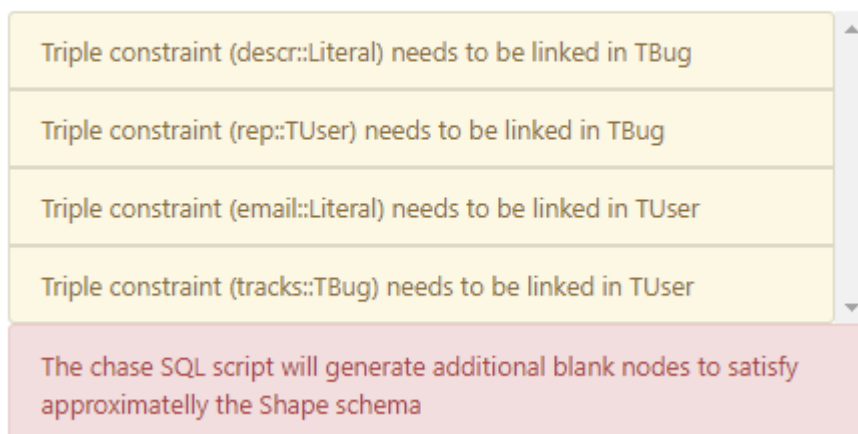 Triple constraint (descr::Literal) needs to be linked in TBug
Triple constraint (rep::TUser) needs to be linked in TBug
Triple constraint (email::Literal) needs to be linked in TUser
Triple constraint (tracks::TBug) needs to be linked in TUser
The chase SQL script will generate additional blank nodes to satisfy
approximatelly the Shape schema